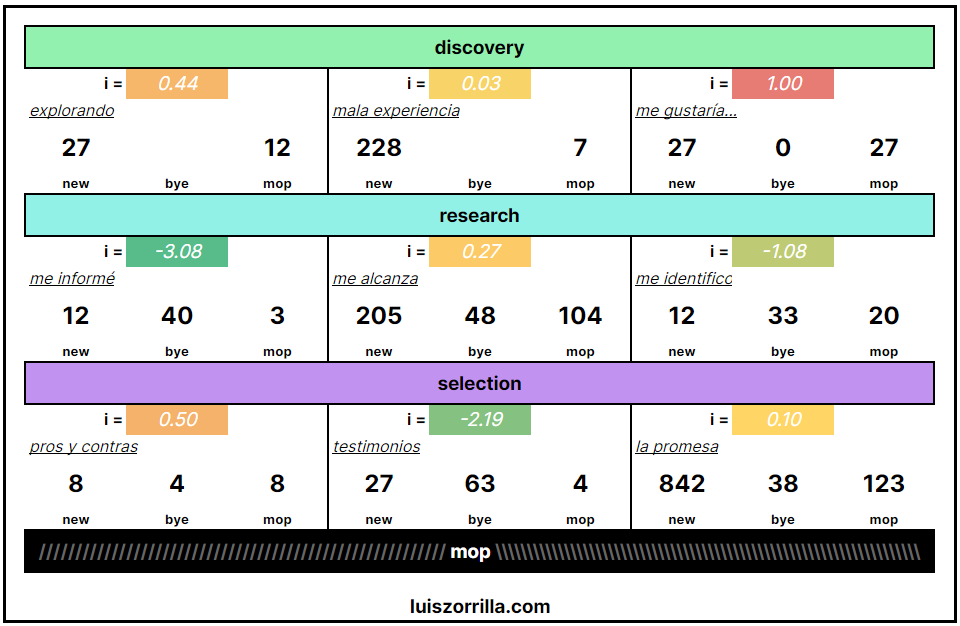 discovery
i = 0.44 i = 0.03 i = 1.00
explorando mala experiencia me gustaría...
27 12 228 7 27 0 27
new bye mop new bye mop new bye mop
research
i = -3.08 i = 0.27 i = -1.08
me informé me alcanza me identifico
12 40 3 205 48 104 12 33 20
new bye mop new bye mop new bye mop
selection
i = 0.50 i = -2.19 i = 0.10
pros y contras testimonios la promesa
8 4 8 27 63 4 842 38 123
new bye mop new bye mop new bye mop
mop
luiszorrilla.com